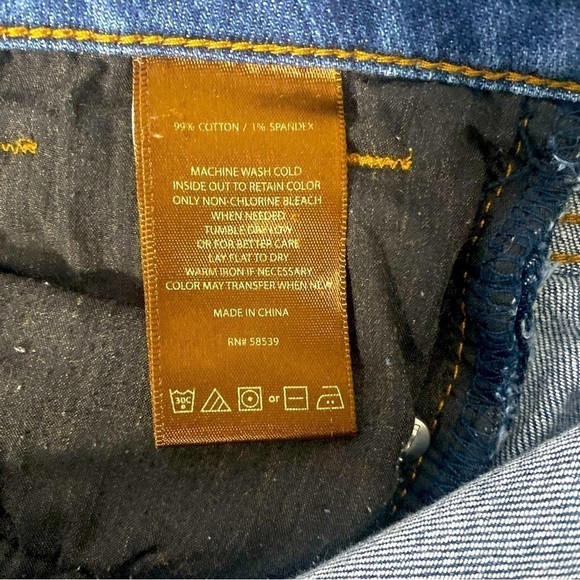 99% COTTON / 1% SPANDEX
MACHINE WASH COLD
INSIDE OUT TO RETAIN COLOR
ONLY NON-CHLORINE BLEACH
WHEN NEEDED
TUMBLE DRY LOW
OR FOR BETTER CARE
LAY FLAT TO DRY
WARM IRON IF NECESSARY
COLOR MAY TRANSFER WHEN NEW
MADE IN CHINA
RN# 58539
30C or